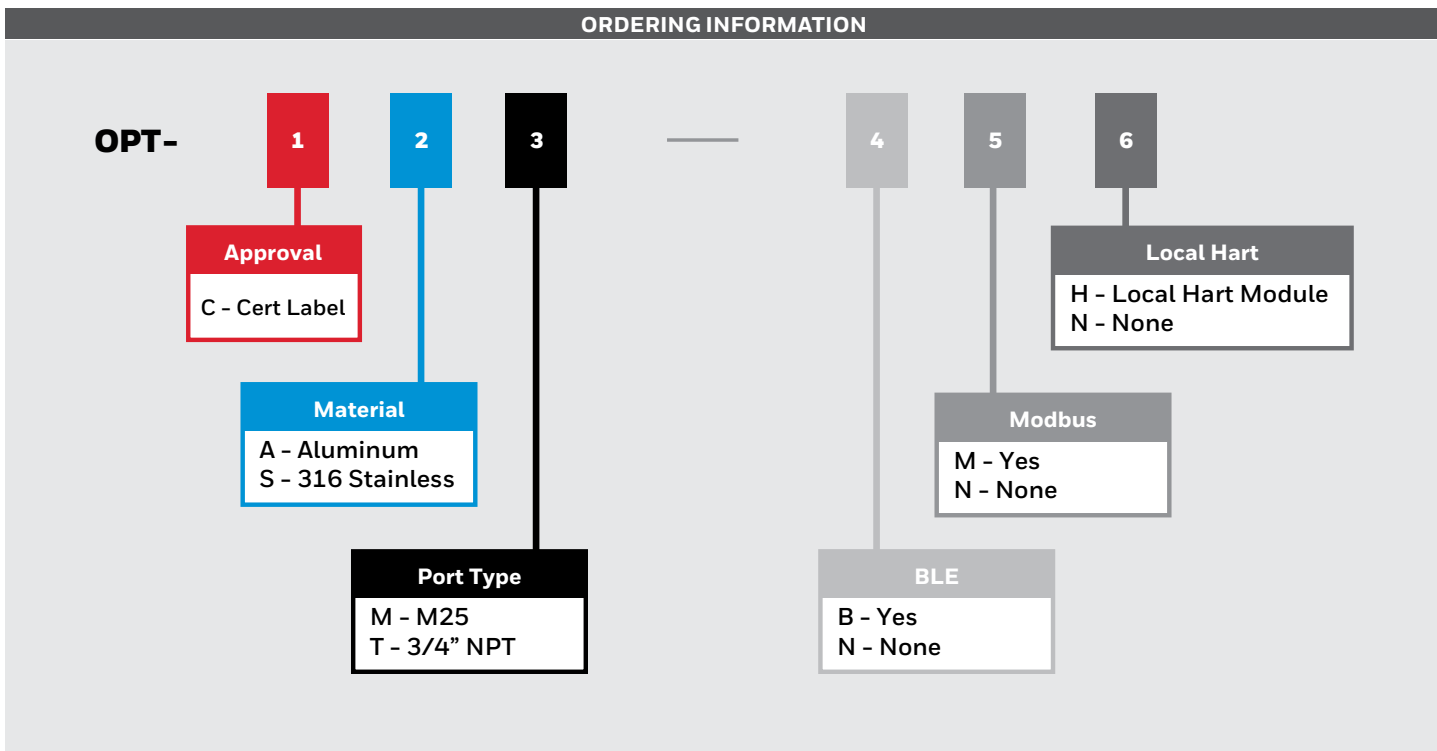 ORDERING INFORMATION
OPT- 1 2 3 — 4 5 6
Approval
C - Cert Label
Local Hart
H - Local Hart Module
N - None
Material
A - Aluminum
S - 316 Stainless
Modbus
M - Yes
N - None
Port Type
M - M25
T - 3/4” NPT
BLE
B - Yes
N - None